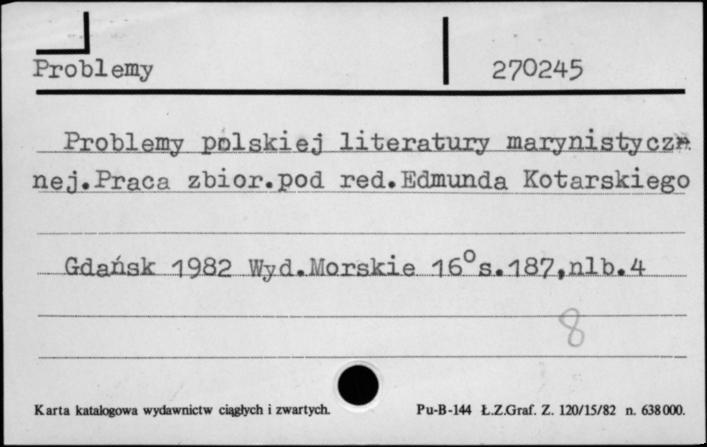 Problemy 270245
Problemy polskiej literatury marynistycz-
nej.Praca zbior.pod red.Edmunda Kotarskiego
Gdańsk 1982 Wyd.Morskie 16° s.187,nlb.4
8
Karta katalogowa wydawnictw ciągłych i zwartych. Pu-B-144 Ł.Z.Graf. Z. 120/15/82 n. 638000.